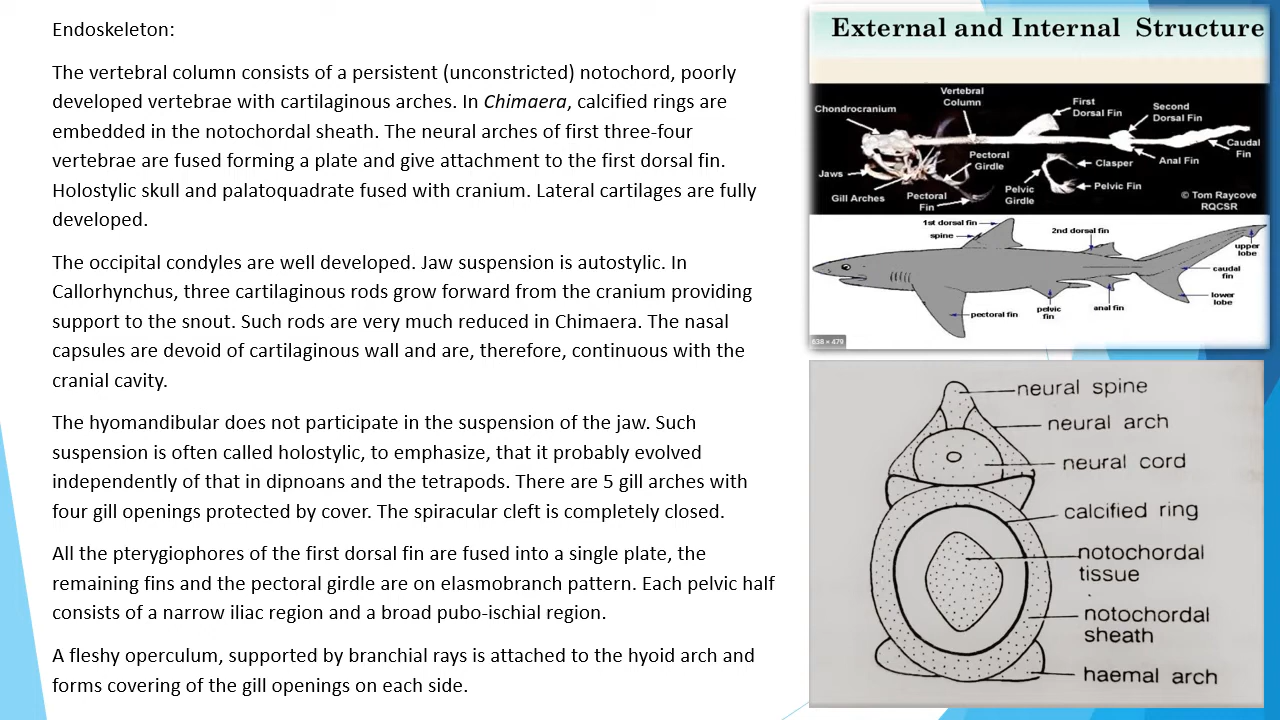 Endoskeleton:
The vertebral column consists of a persistent (unconstricted) notochord, poorly
developed vertebrae with cartilaginous arches. In Chimaera, calcified rings are
embedded in the notochordal sheath. The neural arches of first three-four
vertebrae are fused forming a plate and give attachment to the first dorsal fin.
Holostylic skull and palatoquadrate fused with cranium. Lateral cartilages are fully
developed.
The occipital condyles are well developed. Jaw suspension is autostylic. In
Callorhynchus, three cartilaginous rods grow forward from the cranium providing
support to the snout. Such rods are very much reduced in Chimaera. The nasal
capsules are devoid of cartilaginous wall and are, therefore, continuous with the
cranial cavity.
The hyomandibular does not participate in the suspension of the jaw. Such
suspension is often called holostylic, to emphasize, that it probably evolved
independently of that in dipnoans and the tetrapods. There are 5 gill arches with
four gill openings protected by cover. The spiracular cleft is completely closed.
All the pterygiophores of the first dorsal fin are fused into a single plate, the
remaining fins and the pectoral girdle are on elasmobranch pattern. Each pelvic half
consists of a narrow iliac region and a broad pubo-ischial region.
A fleshy operculum, supported by branchial rays is attached to the hyoid arch and
forms covering of the gill openings on each side.
External and Internal Structure
Chondrocranium
Vertebral
Column
First
Dorsal Fin
Second
Dorsal Fin
Caudal
Fin
Jaws
Gill Arches
Pectoral
Fin
Pectoral
Girdle
Pelvic
Girdle
Clasper
Pelvic Fin
Anal Fin
© Tom Raycove
RQCSR
1st dorsal fin
spine
2nd dorsal fin
upper
lobe
caudal
fin
lower
lobe
pectoral fin
pelvic
fin
anal fin
638 × 479
neural spine
neural arch
neural cord
calcified ring
notochordal
tissue
notochordal
sheath
haemal arch